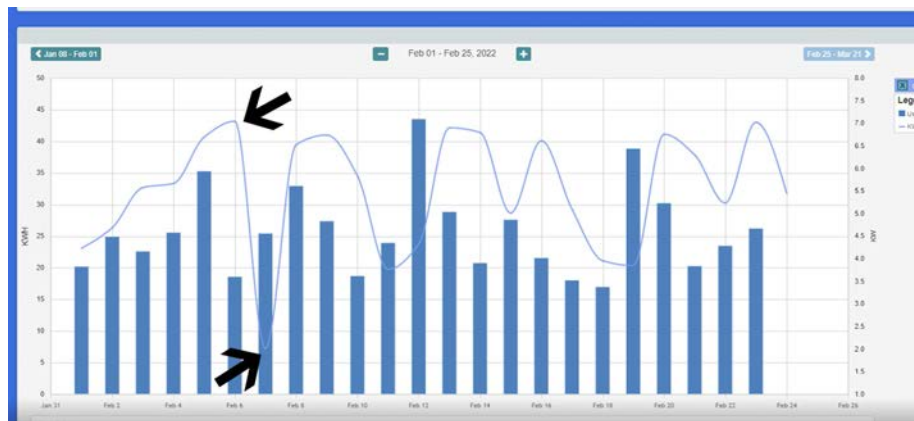 Jan 08 - Feb 01
Feb 01 - Feb 25, 2022
Feb 25 - Mar 21
50
45
40
35
30
25
20
15
10
5
0
KWH
8.0
7.5
7.0
6.5
6.0
5.5
5.0
4.5
4.0
3.5
3.0
2.5
2.0
1.5
1.0
KW
Jan 31
Feb 2
Feb 4
Feb 6
Feb 8
Feb 10
Feb 12
Feb 14
Feb 16
Feb 18
Feb 20
Feb 22
Feb 24
Feb 26